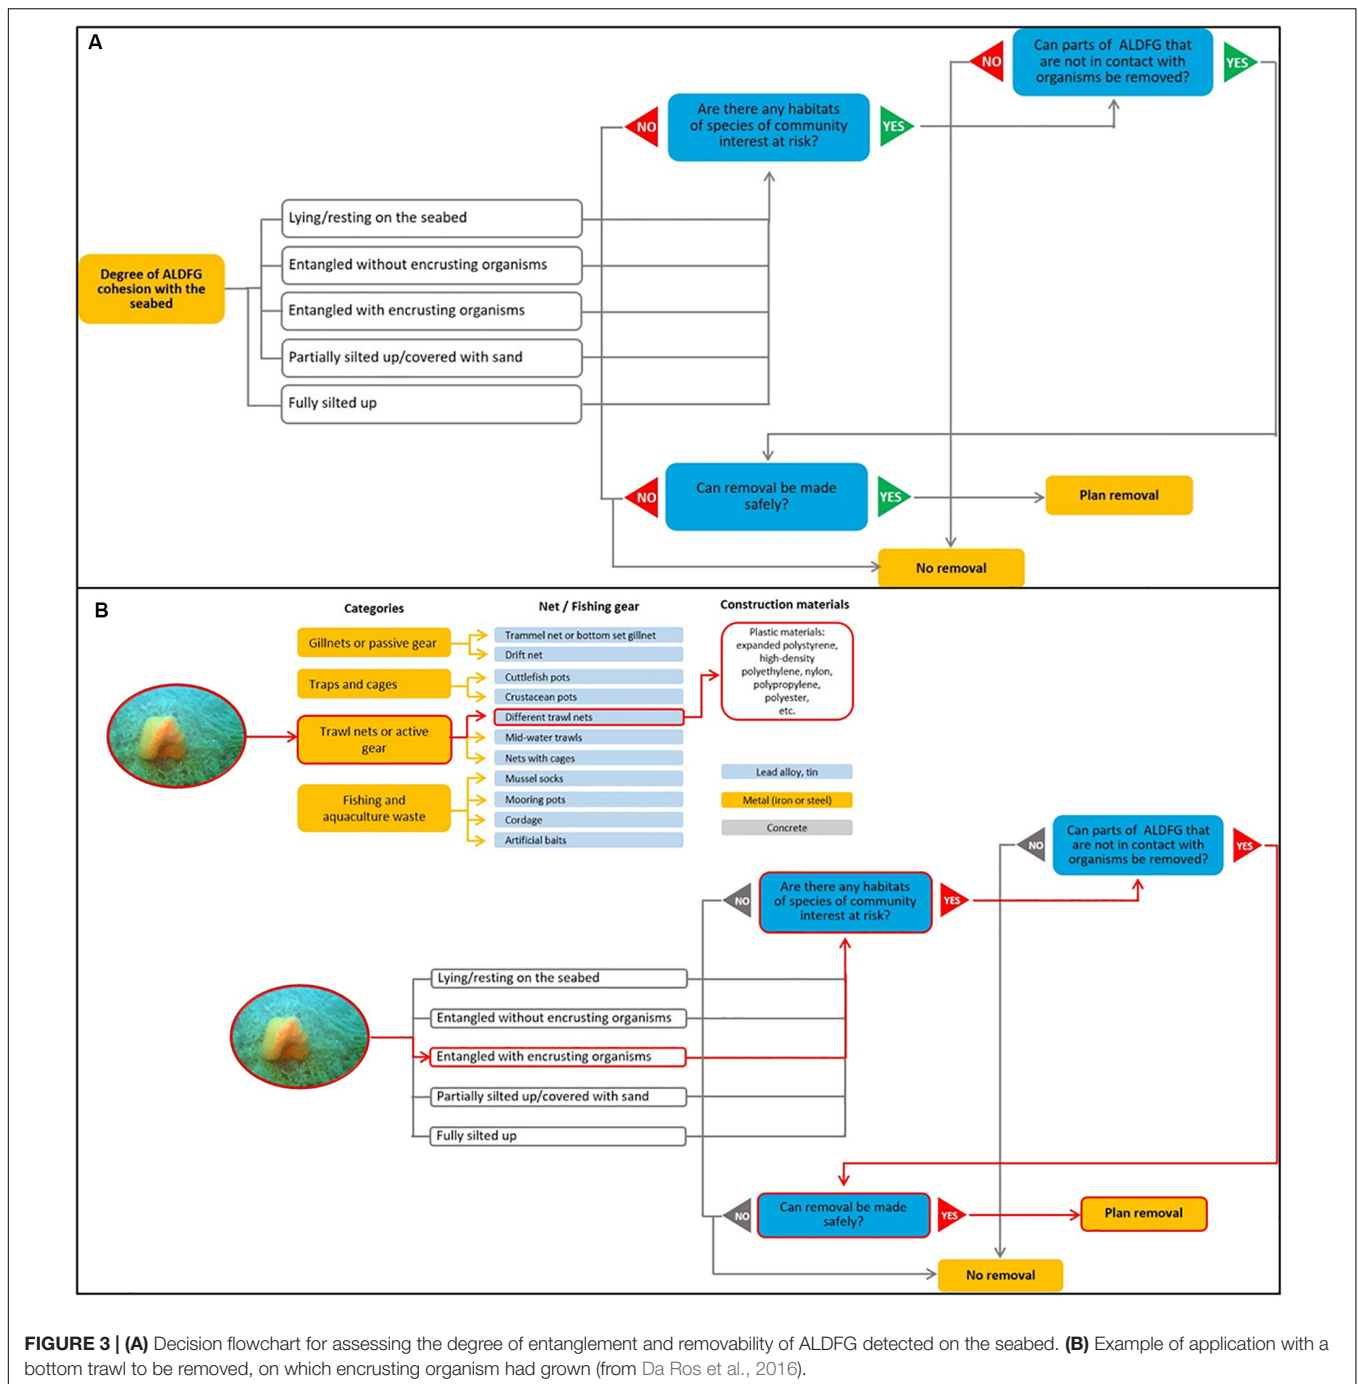 A
Can parts of ALDFG that
are not in contact with
organisms be removed?
NO
YES
Are there any habitats
of species of community
interest at risk?
NO
YES
Lying/resting on the seabed
Entangled without encrusting organisms
Entangled with encrusting organisms
Partially silted up/covered with sand
Fully silted up
Degree of ALDFG
cohesion with the
seabed
Can removal be made
safely?
NO
YES
Plan removal
No removal
B
Categories
Net / Fishing gear
Construction materials
Gillnets or passive gear
Traps and cages
Trawl nets or active
gear
Fishing and
aquaculture waste
Trammel net or bottom set gillnet
Drift net
Cuttlefish pots
Crustacean pots
Different trawl nets
Mid-water trawls
Nets with cages
Mussel socks
Mooring pots
Cordage
Artificial baits
Plastic materials:
expanded polystyrene,
high-density
polyethylene, nylon,
polypropylene,
polyester,
etc.
Lead alloy, tin
Metal (iron or steel)
Concrete
Can parts of ALDFG that
are not in contact with
organisms be removed?
NO
YES
Are there any habitats
of species of community
interest at risk?
NO
YES
Lying/resting on the seabed
Entangled without encrusting organisms
Entangled with encrusting organisms
Partially silted up/covered with sand
Fully silted up
Can removal be made
safely?
NO
YES
Plan removal
No removal
FIGURE 3 | (A) Decision flowchart for assessing the degree of entanglement and removability of ALDFG detected on the seabed. (B) Example of application with a
bottom trawl to be removed, on which encrusting organism had grown (from Da Ros et al., 2016).